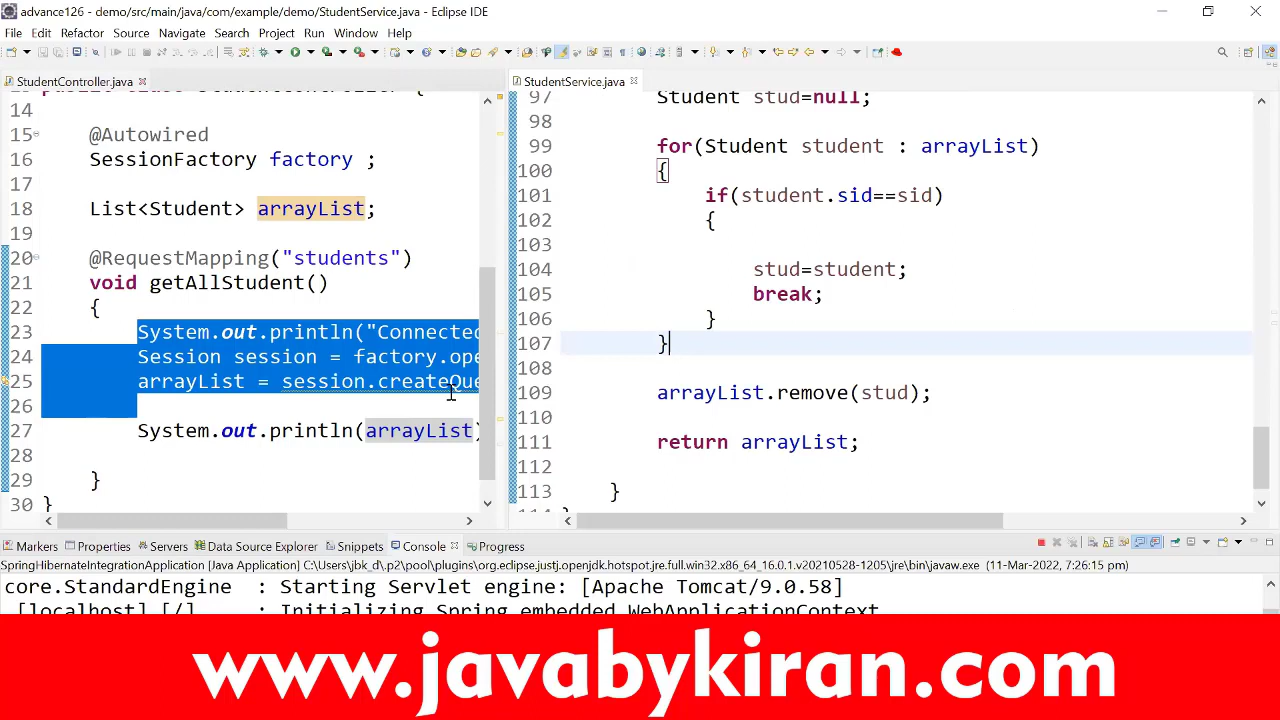 advance126 - demo/src/main/java/com/example/demo/StudentService.java - Eclipse IDE
File Edit Refactor Source Navigate Search Project Run Window Help
StudentController.java
14
15 @Autowired
16 SessionFactory factory ;
17
18 List<Student> arrayList;
19
20 @RequestMapping("students")
21 void getAllStudent()
22 {
23 System.out.println("Connected
24 Session session = factory.ope
25 arrayList = session.createQue
26
27 System.out.println(arrayList)
28
29 }
30 }
StudentService.java
97 Student stud=null;
98
99 for(Student student : arrayList)
100 {
101 if(student.sid==sid)
102 {
103
104 stud=student;
105 break;
106 }
107 }
108
109 arrayList.remove(stud);
110
111 return arrayList;
112
113 }
Markers Properties Servers Data Source Explorer Snippets Console Progress
SpringHibernateIntegrationApplication [Java Application] C:\Users\jbk_d\.p2\pool\plugins\org.eclipse.justj.openjdk.hotspot.jre.full.win32.x86_64_16.0.1.v20210528-1205\jre\bin\javaw.exe (11-Mar-2022, 7:26:15 pm)
core.StandardEngine : Starting Servlet engine: [Apache Tomcat/9.0.58]
[localhost].[/] : Initializing Spring embedded WebApplicationContext
www.javabykiran.com